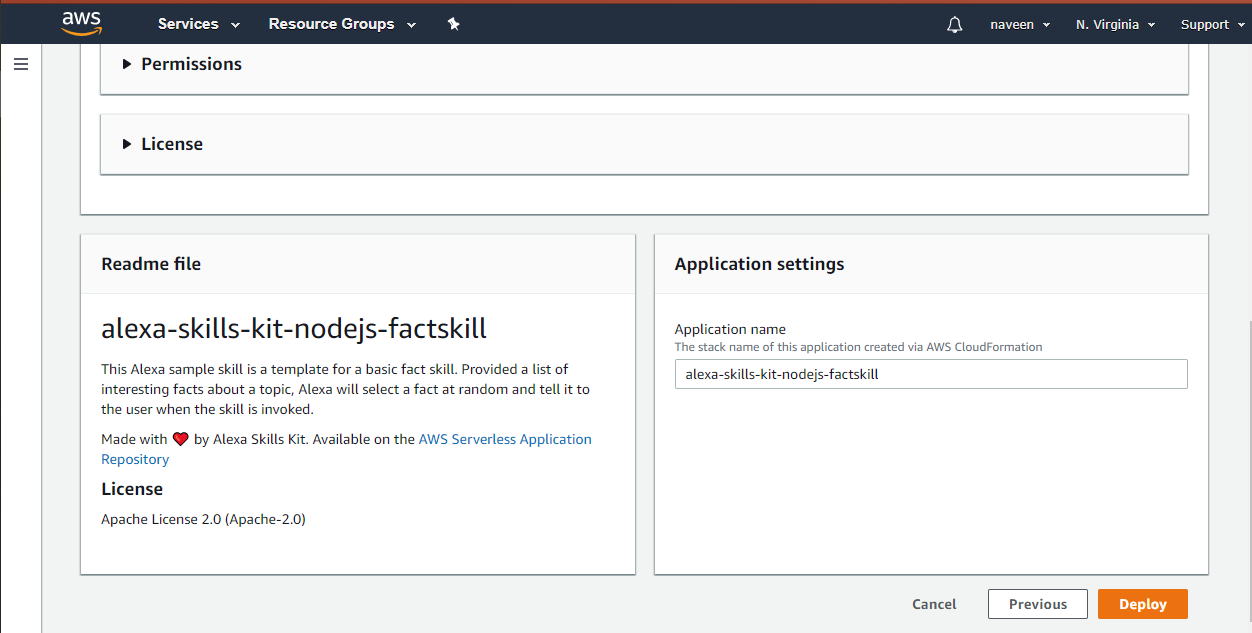 aws Services Resource Groups naveen N. Virginia Support
Permissions
License
Readme file
alexa-skills-kit-nodejs-factskill
This Alexa sample skill is a template for a basic fact skill. Provided a list of
interesting facts about a topic, Alexa will select a fact at random and tell it to
the user when the skill is invoked.
Made with ❤ by Alexa Skills Kit. Available on the AWS Serverless Application
Repository
License
Apache License 2.0 (Apache-2.0)
Application settings
Application name
The stack name of this application created via AWS CloudFormation
alexa-skills-kit-nodejs-factskill
Cancel Previous Deploy